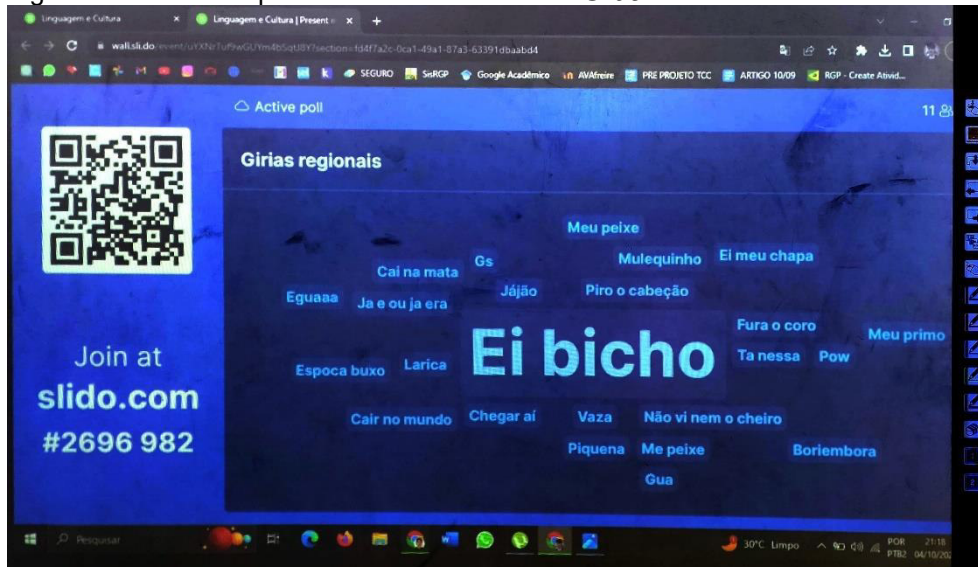 Linguagem e Cultura
Linguagem e Cultura | Present
wall.sli.do
SEGURO
SisRGP
Google Acadêmico
AVAfreire
PRE PROJETO TCC
ARTIGO 10/09
RGP - Create Ativid...
Active poll
11
Girias regionais
Meu peixe
Mulequinho
Ei meu chapa
Gs
Cai na mata
Jájão
Piro o cabeção
Eguaaa
Ja e ou ja era
Fura o coro
Meu primo
Ei bicho
Ta nessa
Pow
Espoca buxo
Larica
Cair no mundo
Chegar aí
Vaza
Não vi nem o cheiro
Piquena
Me peixe
Boriembora
Gua
Join at
slido.com
#2696 982
Pesquisar
30°C Limpo
POR
PTB2
21:18